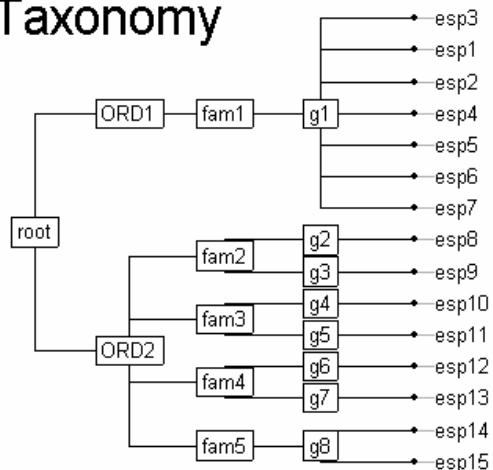 Taxonomy
esp3
esp1
esp2
ORD1 fam1 g1 esp4
esp5
esp6
esp7
root
fam2
g2 esp8
g3 esp9
fam3
g4 esp10
g5 esp11
ORD2
fam4
g6 esp12
g7 esp13
esp14
fam5 g8
esp15